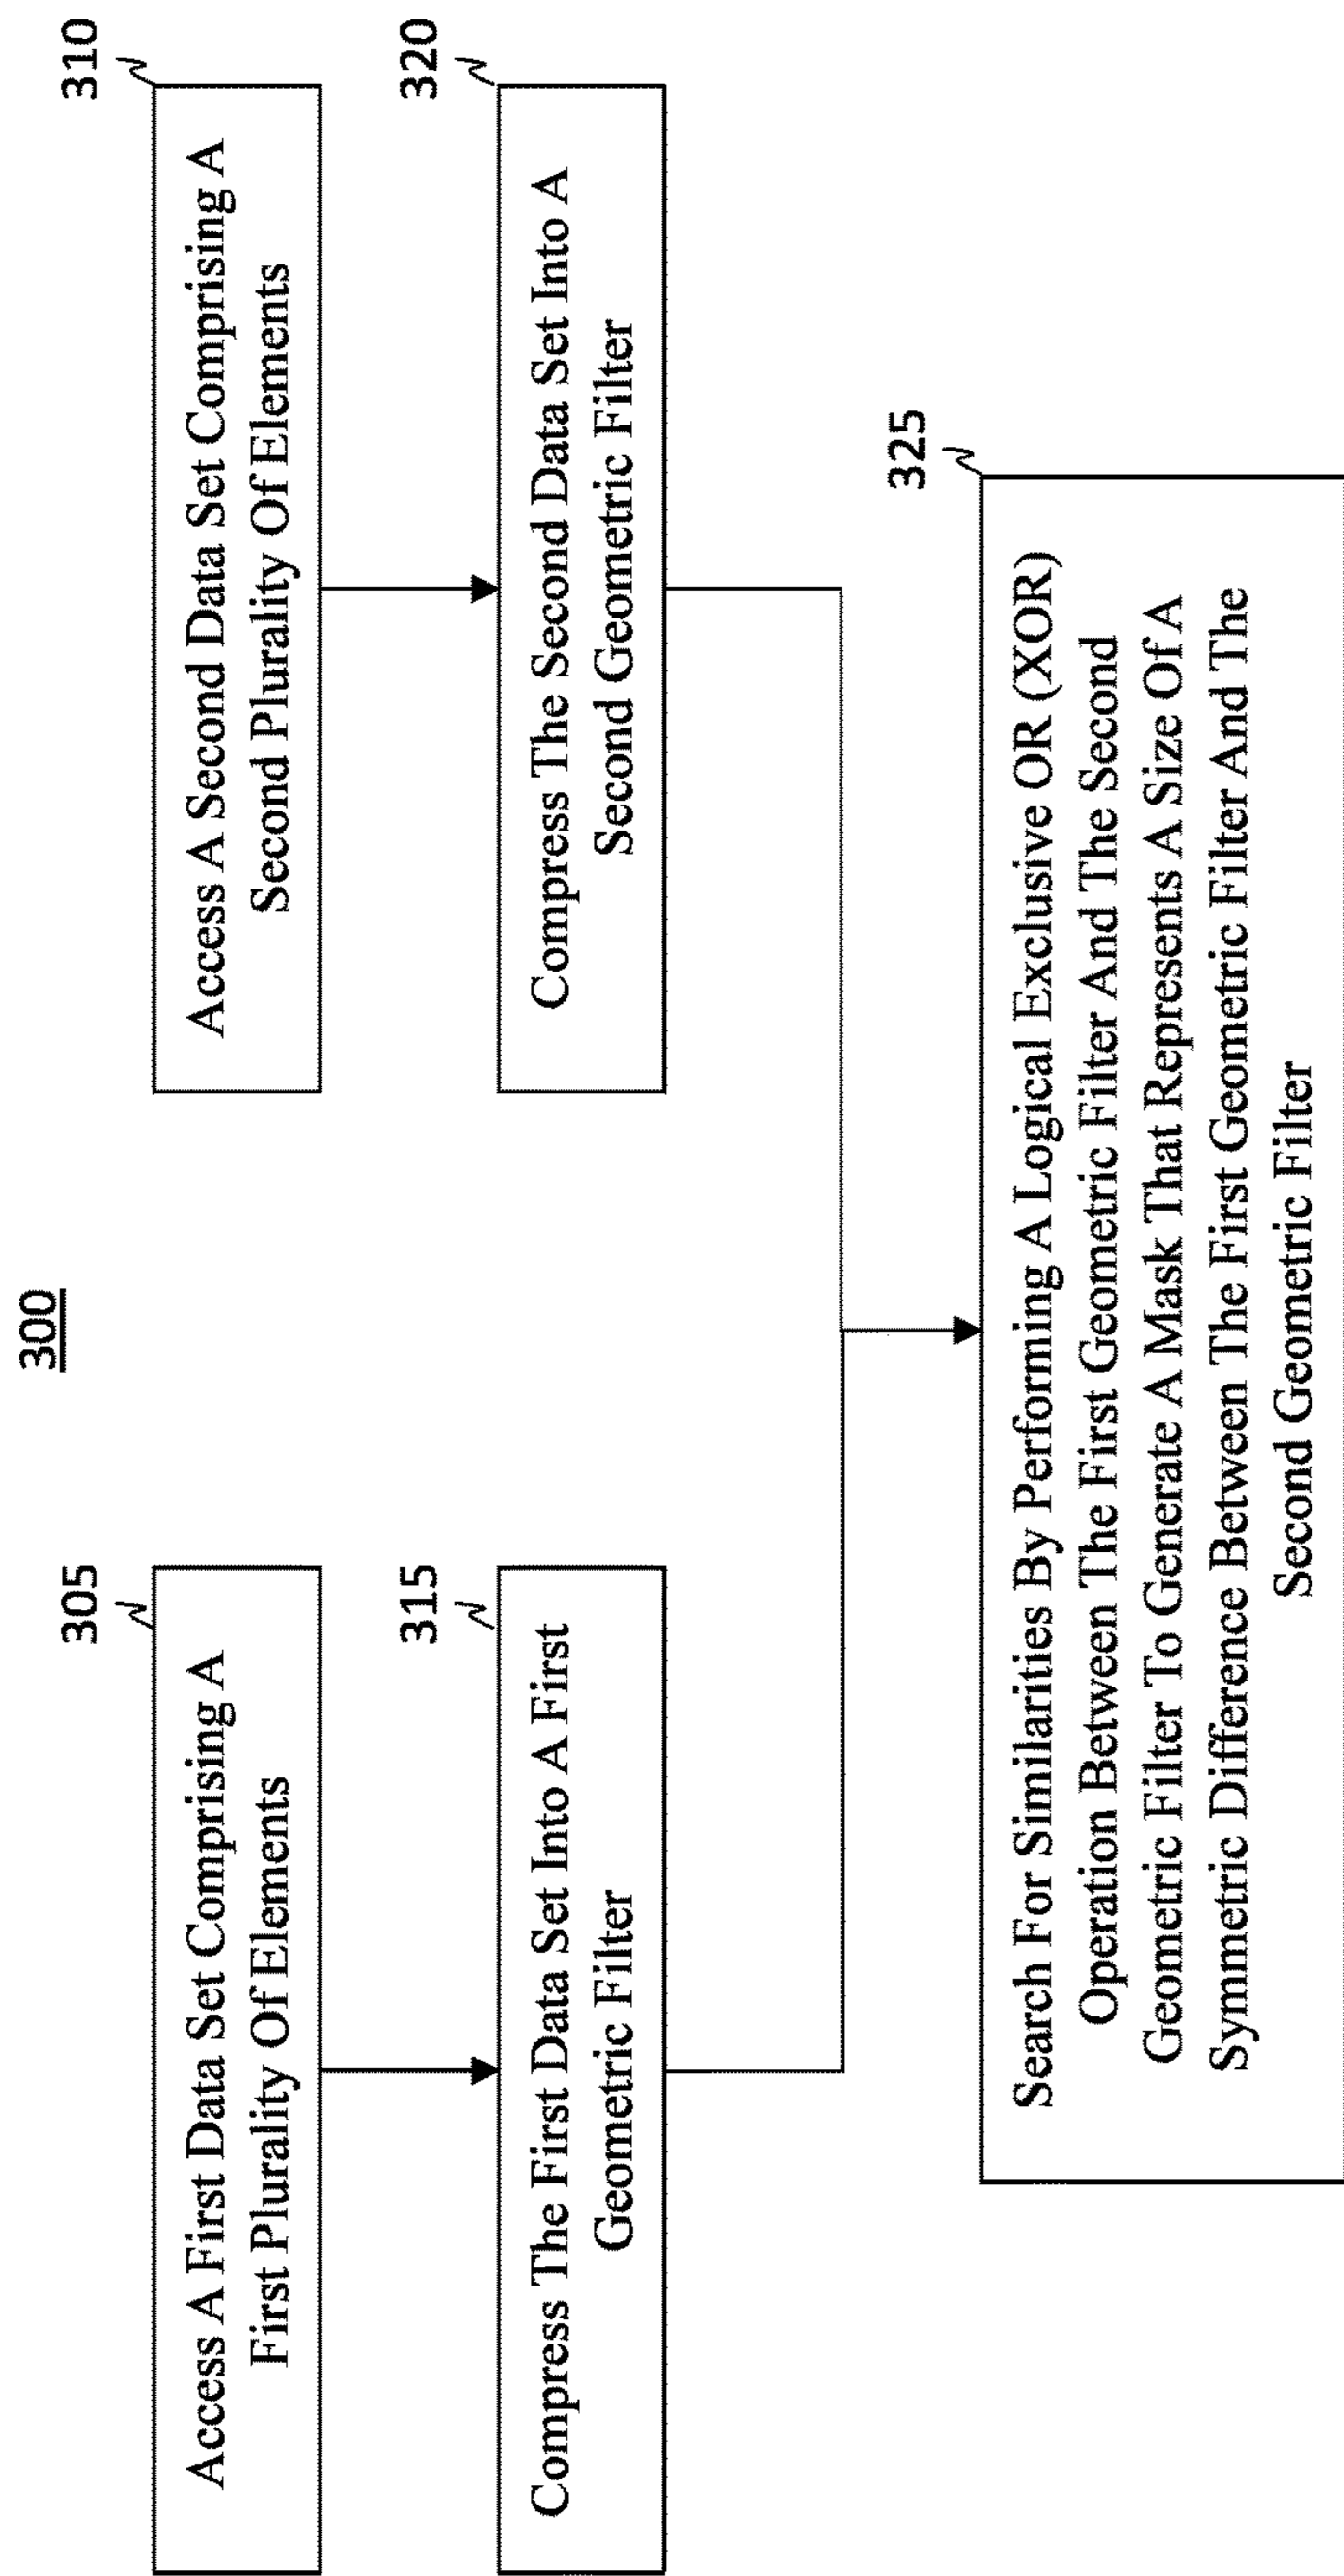 300
305
Access A First Data Set Comprising A
First Plurality Of Elements
310
Access A Second Data Set Comprising A
Second Plurality Of Elements
315
Compress The First Data Set Into A First
Geometric Filter
320
Compress The Second Data Set Into A
Second Geometric Filter
325
Search For Similarities By Performing A Logical Exclusive OR (XOR)
Operation Between The First Geometric Filter And The Second
Geometric Filter To Generate A Mask That Represents A Size Of A
Symmetric Difference Between The First Geometric Filter And The
Second Geometric Filter